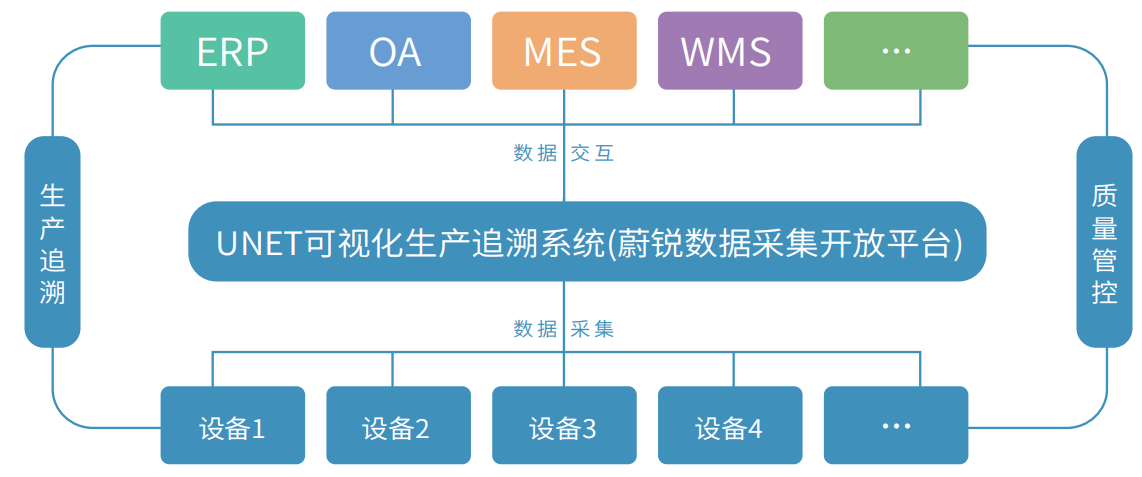 ERP
OA
MES
WMS
…
数据 交互
生产追溯
UNET可视化生产追溯系统(蔚锐数据采集开放平台)
质量管控
数据 采集
设备1
设备2
设备3
设备4
…